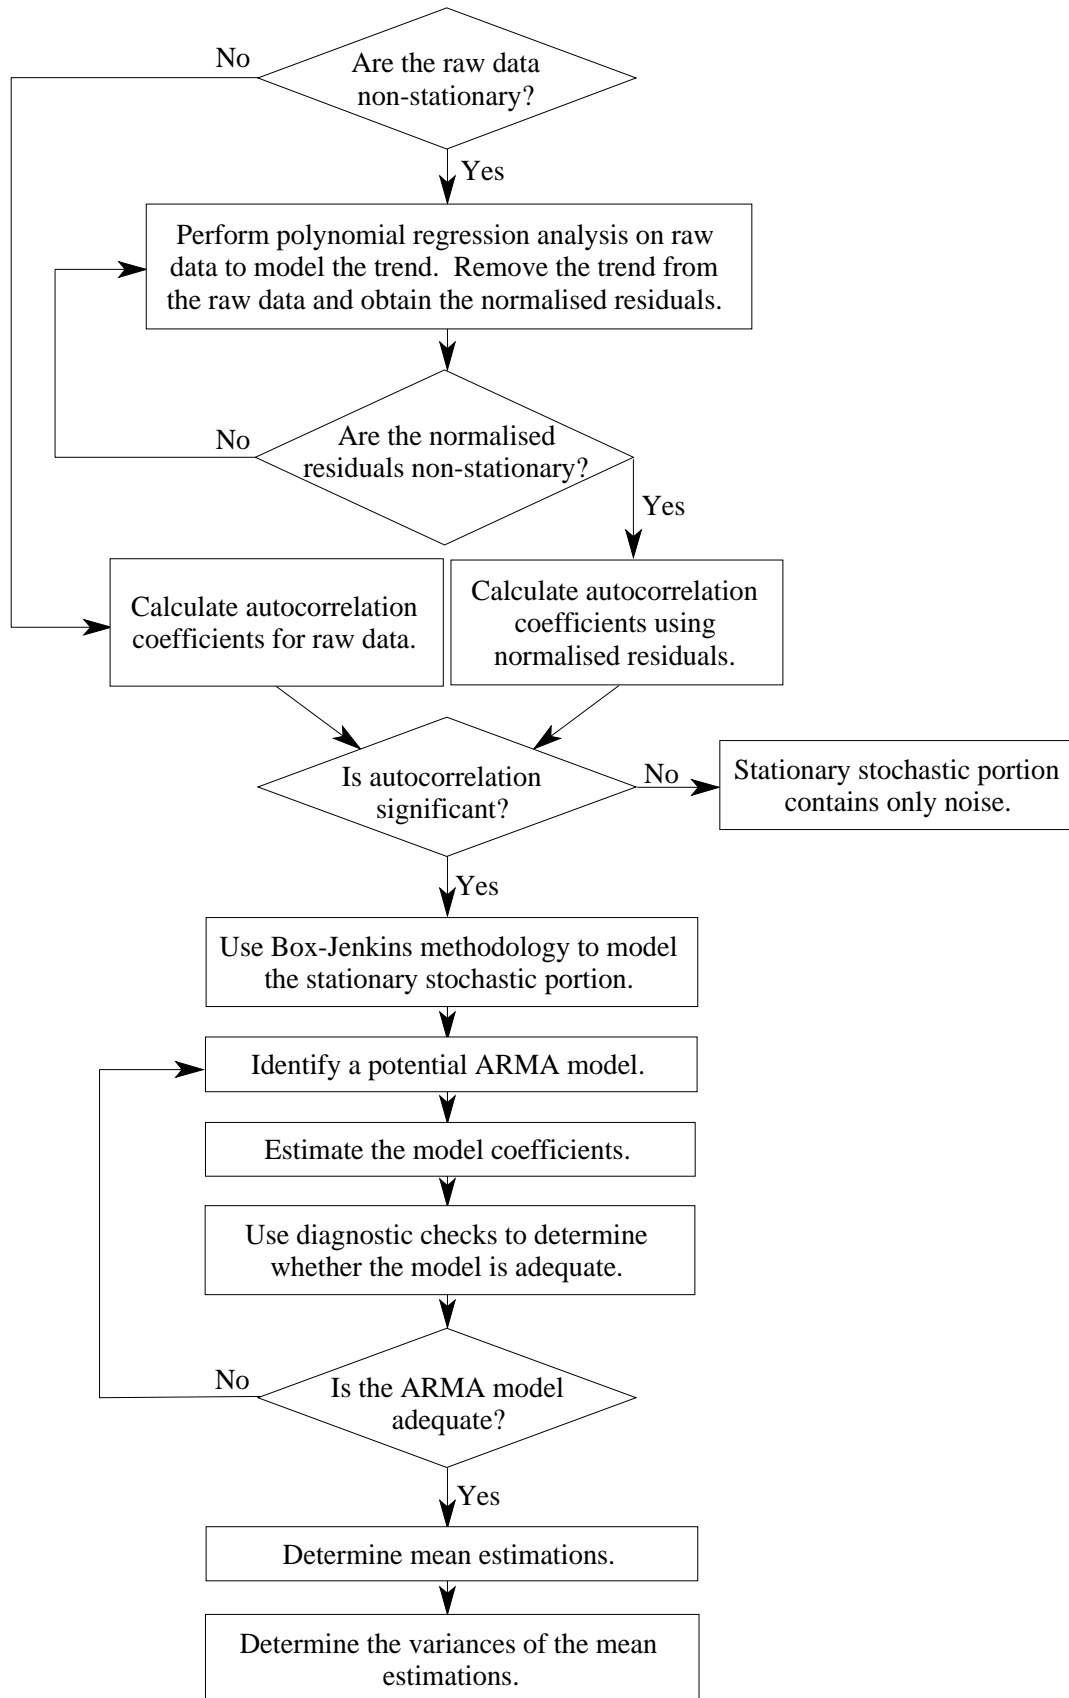 No
Are the raw data
non-stationary?
Yes
Perform polynomial regression analysis on raw
data to model the trend. Remove the trend from
the raw data and obtain the normalised residuals.
No
Are the normalised
residuals non-stationary?
Yes
Calculate autocorrelation
coefficients for raw data.
Calculate autocorrelation
coefficients using
normalised residuals.
Is autocorrelation
significant?
No
Stationary stochastic portion
contains only noise.
Yes
Use Box-Jenkins methodology to model
the stationary stochastic portion.
Identify a potential ARMA model.
Estimate the model coefficients.
Use diagnostic checks to determine
whether the model is adequate.
No
Is the ARMA model
adequate?
Yes
Determine mean estimations.
Determine the variances of the mean
estimations.